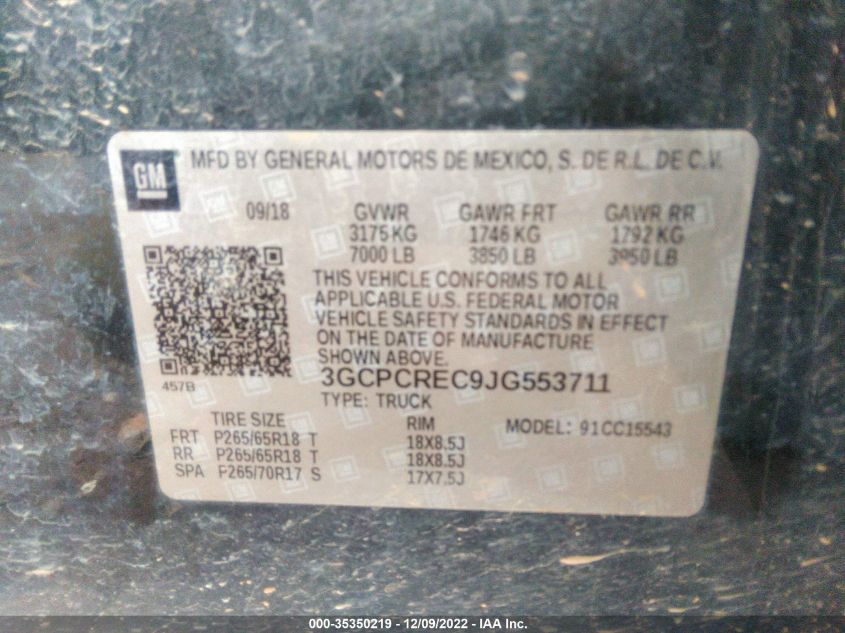 GM
MFD BY GENERAL MOTORS DE MEXICO, S. DE R.L. DE C.V.
09/18 GVWR GAWR FRT GAWR RR
3175 KG 1746 KG 1792 KG
7000 LB 3850 LB 3950 LB
THIS VEHICLE CONFORMS TO ALL
APPLICABLE U.S. FEDERAL MOTOR
VEHICLE SAFETY STANDARDS IN EFFECT
ON THE DATE OF MANUFACTURE
SHOWN ABOVE.
457B
3GCPCREC9JG553711
TYPE: TRUCK
TIRE SIZE RIM MODEL: 91CC15543
FRT P265/65R18 T 18X8.5J
RR P265/65R18 T 18X8.5J
SPA P265/70R17 S 17X7.5J
000-35350219 - 12/09/2022 - IAA Inc.